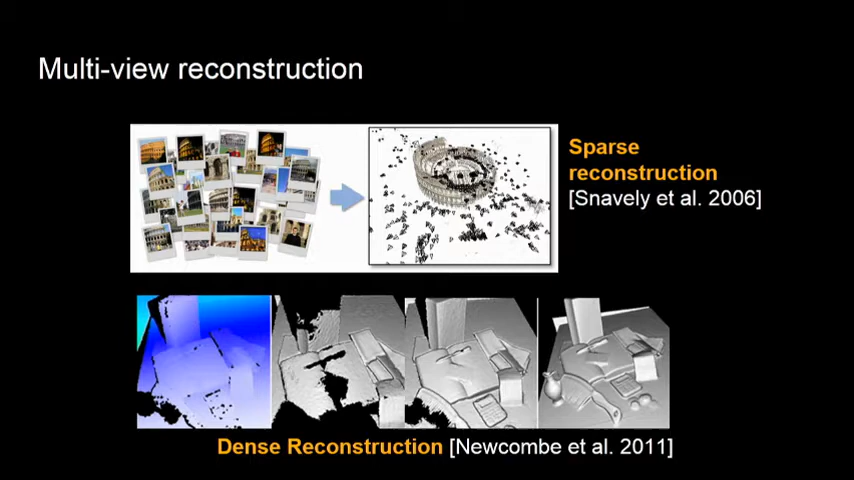 Multi-view reconstruction
Sparse
reconstruction
[Snavely et al. 2006]
Dense Reconstruction [Newcombe et al. 2011]